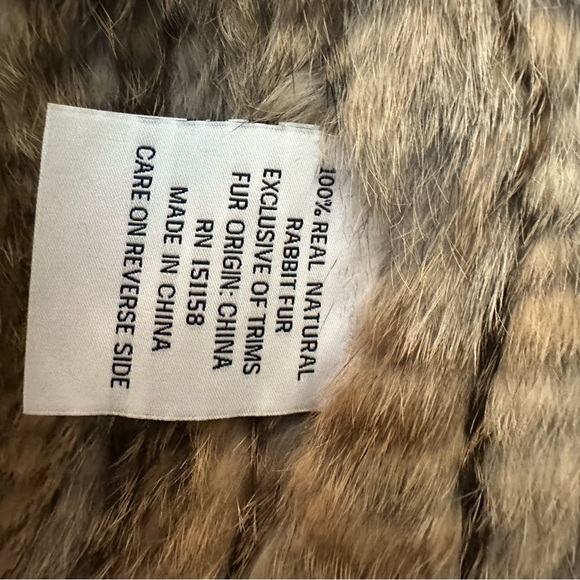 100% REAL NATURAL
RABBIT FUR
EXCLUSIVE OF TRIMS
FUR ORIGIN: CHINA
RN 151158
MADE IN CHINA
CARE ON REVERSE SIDE